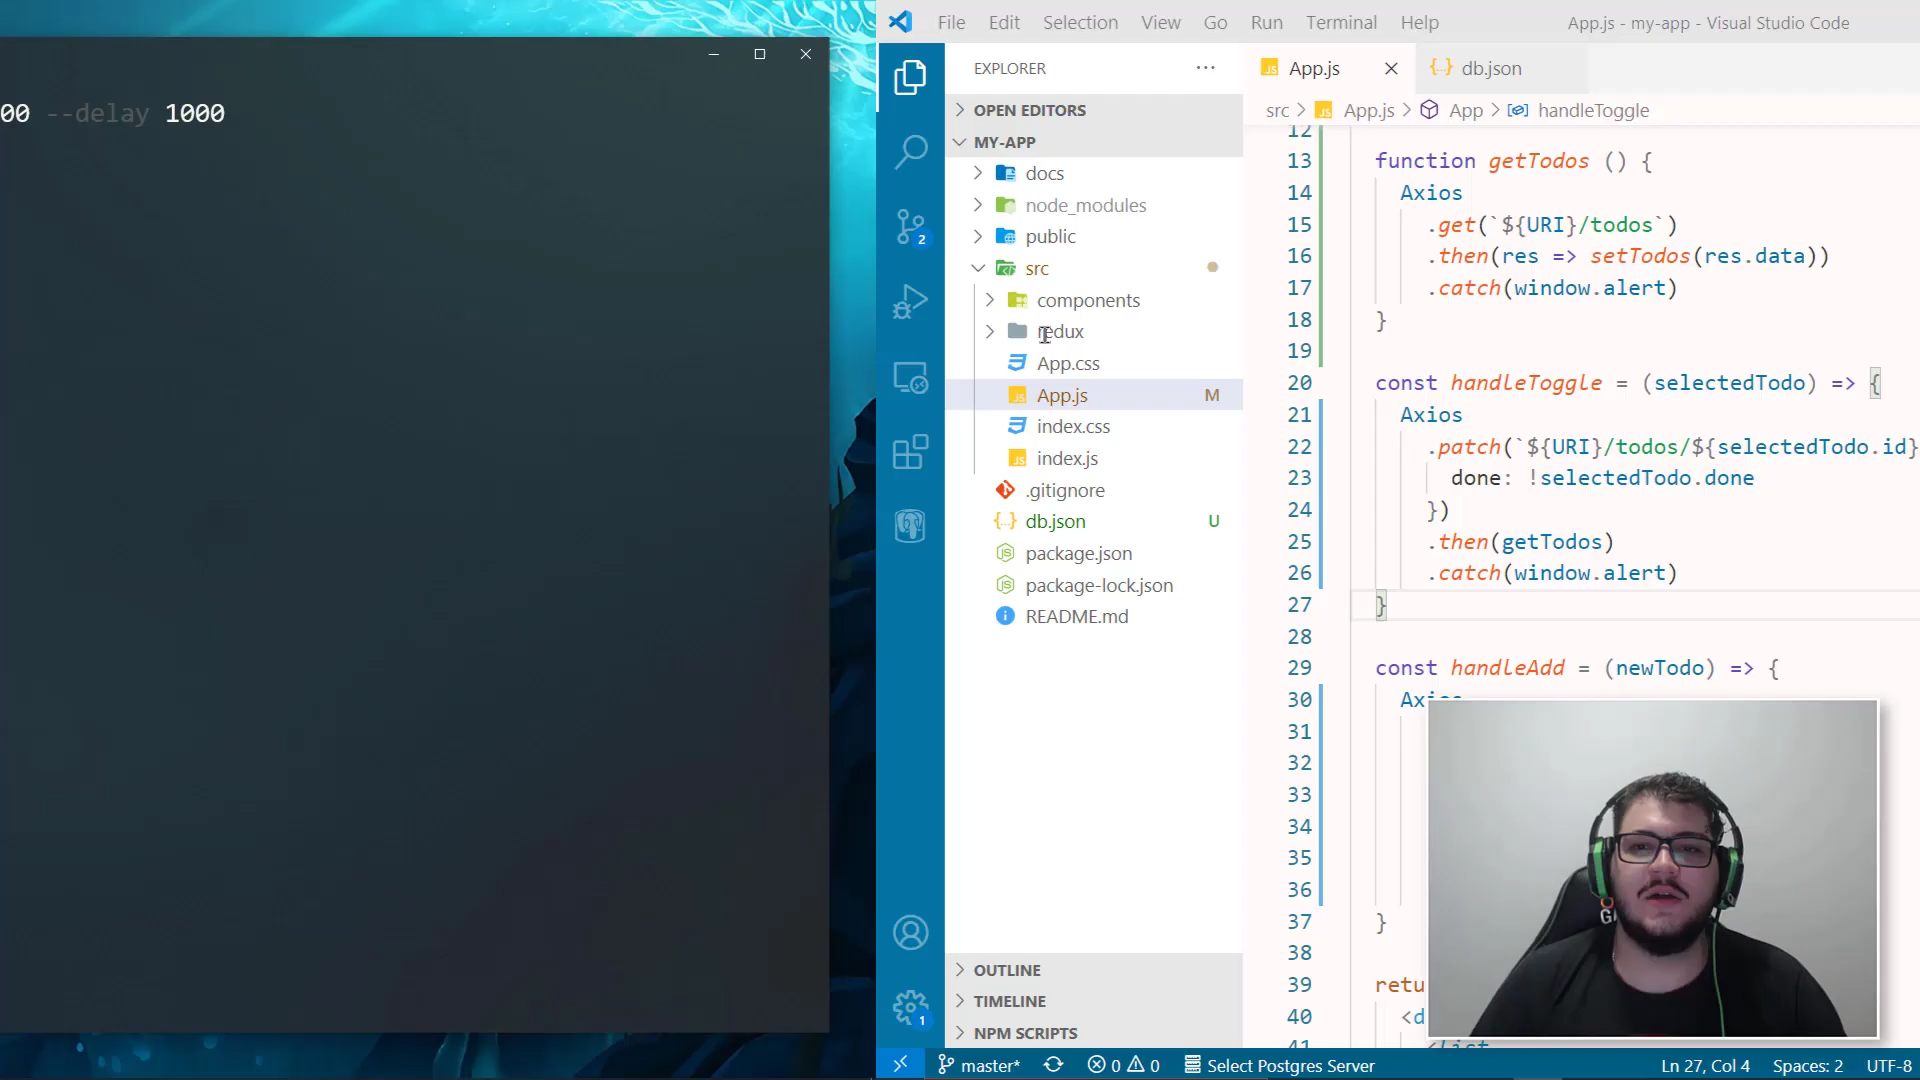 00 --delay 1000
File Edit Selection View Go Run Terminal Help
App.js - my-app - Visual Studio Code
EXPLORER
OPEN EDITORS
MY-APP
docs
node_modules
public
src
components
redux
App.css
App.js M
index.css
index.js
.gitignore
db.json U
package.json
package-lock.json
README.md
OUTLINE
TIMELINE
NPM SCRIPTS
2
1
App.js
db.json
src > App.js > App > handleToggle
12
13 function getTodos () {
14 Axios
15 .get(`${URI}/todos`)
16 .then(res => setTodos(res.data))
17 .catch(window.alert)
18 }
19
20 const handleToggle = (selectedTodo) => {
21 Axios
22 .patch(`${URI}/todos/${selectedTodo.id}
23 done: !selectedTodo.done
24 })
25 .then(getTodos)
26 .catch(window.alert)
27 }
28
29 const handleAdd = (newTodo) => {
30 Axios
31
32
33
34
35
36
37 }
38
39 retu
40 <d
41 <List
master* 0 0 Select Postgres Server
Ln 27, Col 4 Spaces: 2 UTF-8